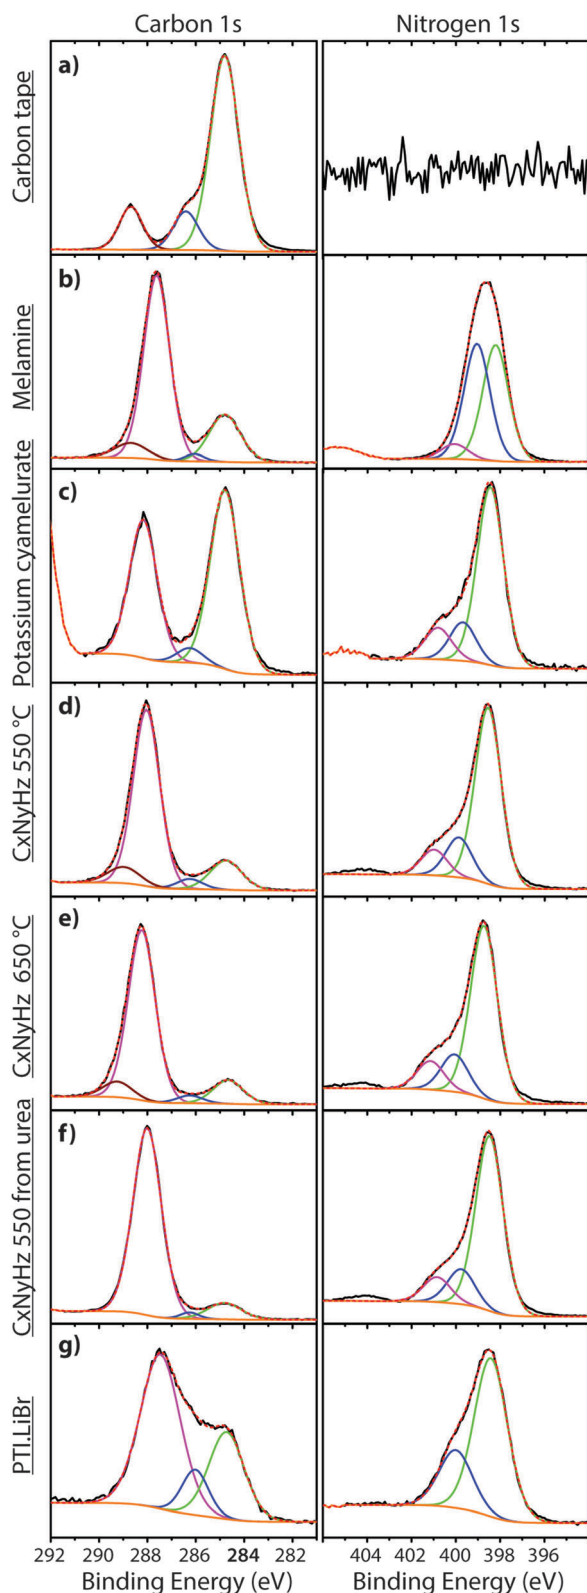 Carbon 1s
Nitrogen 1s
a)
Carbon tape
b)
Melamine
c)
Potassium cyamelurate
d)
CxNyHz 550 °C
e)
CxNyHz 650 °C
f)
CxNyHz 550 from urea
g)
PTI.LiBr
292 290 288 286 284 282
404 402 400 398 396
Binding Energy (eV)
Binding Energy (eV)